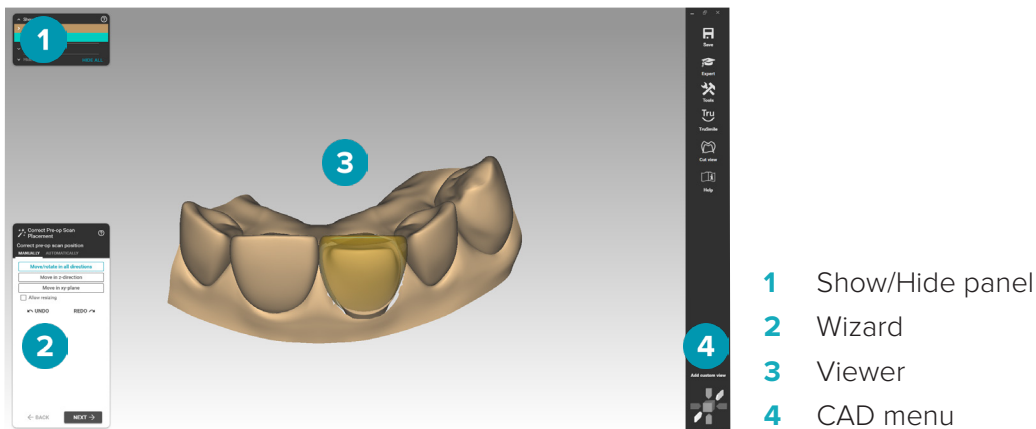 1
HIDE ALL
Save
Expert
Tools
Tru
TruSmile
Cut view
Help
3
Correct Pre-op Scan
Placement
Correct pre-op scan position
MANUALLY AUTOMATICALLY
Move/rotate in all directions
Move in z-direction
Move in xy-plane
Allow resizing
UNDO REDO
2
← BACK NEXT →
4
Add custom view
1 Show/Hide panel
2 Wizard
3 Viewer
4 CAD menu